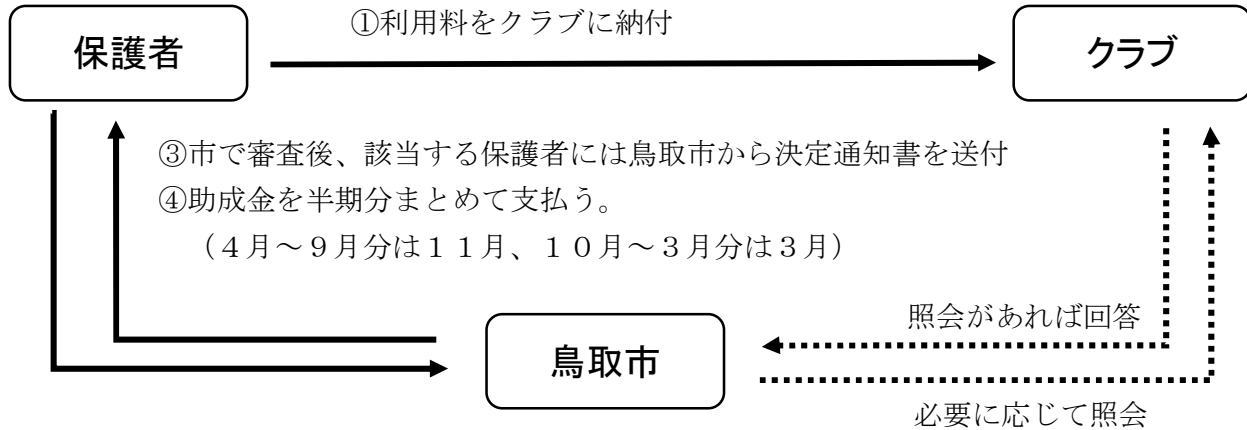 ①利用料をクラブに納付
保護者
クラブ
③市で審査後、該当する保護者には鳥取市から決定通知書を送付
④助成金を半期分まとめて支払う。
（４月～９月分は１１月、１０月～３月分は３月）
照会があれば回答
鳥取市
必要に応じて照会